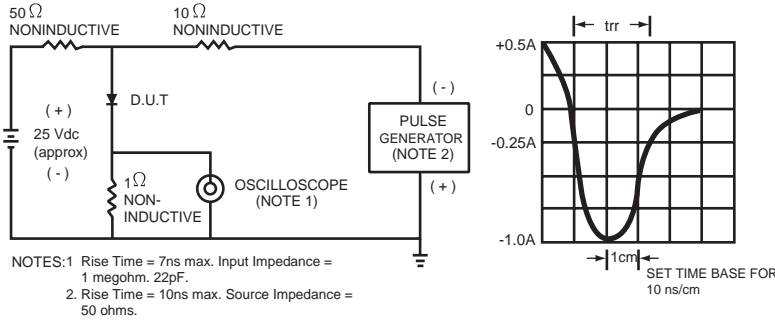 50 Ω
NONINDUCTIVE
10 Ω
NONINDUCTIVE
( + )
25 Vdc
(approx)
( - )
D.U.T
1Ω
NON-
INDUCTIVE
OSCILLOSCOPE
(NOTE 1)
( - )
PULSE
GENERATOR
(NOTE 2)
( + )
NOTES:1 Rise Time = 7ns max. Input Impedance =
1 megohm. 22pF.
2. Rise Time = 10ns max. Source Impedance =
50 ohms.
trr
+0.5A
0
-0.25A
-1.0A
1cm
SET TIME BASE FOR
10 ns/cm